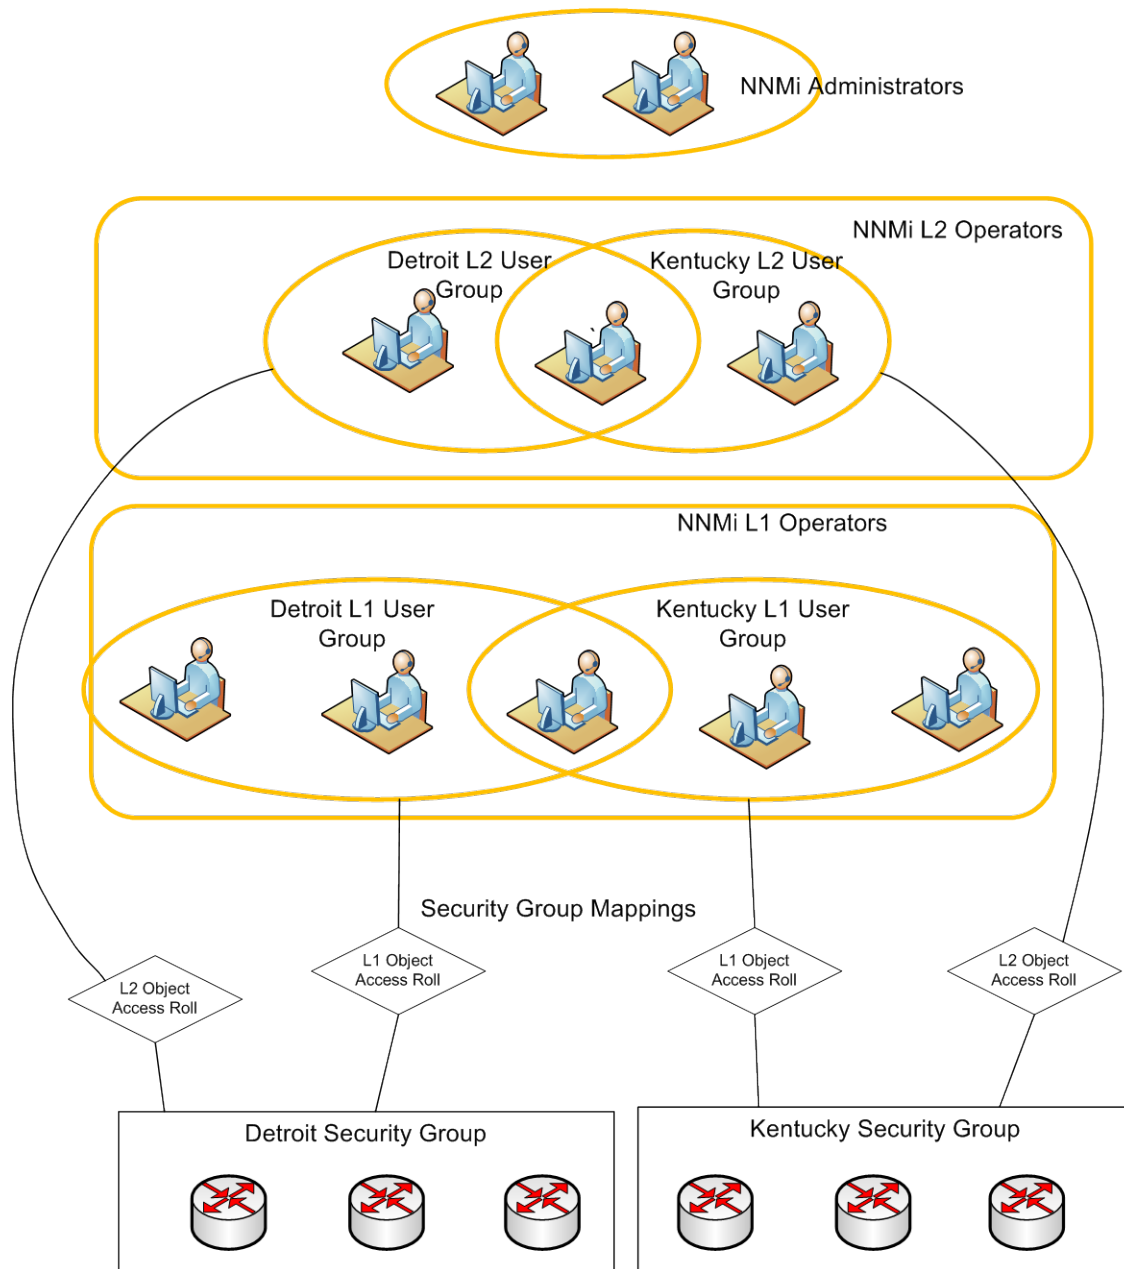 NNMi Administrators
NNMi L2 Operators
Detroit L2 User
Group
Kentucky L2 User
Group
NNMi L1 Operators
Detroit L1 User
Group
Kentucky L1 User
Group
Security Group Mappings
L2 Object
Access Roll
L1 Object
Access Roll
L1 Object
Access Roll
L2 Object
Access Roll
Detroit Security Group
Kentucky Security Group